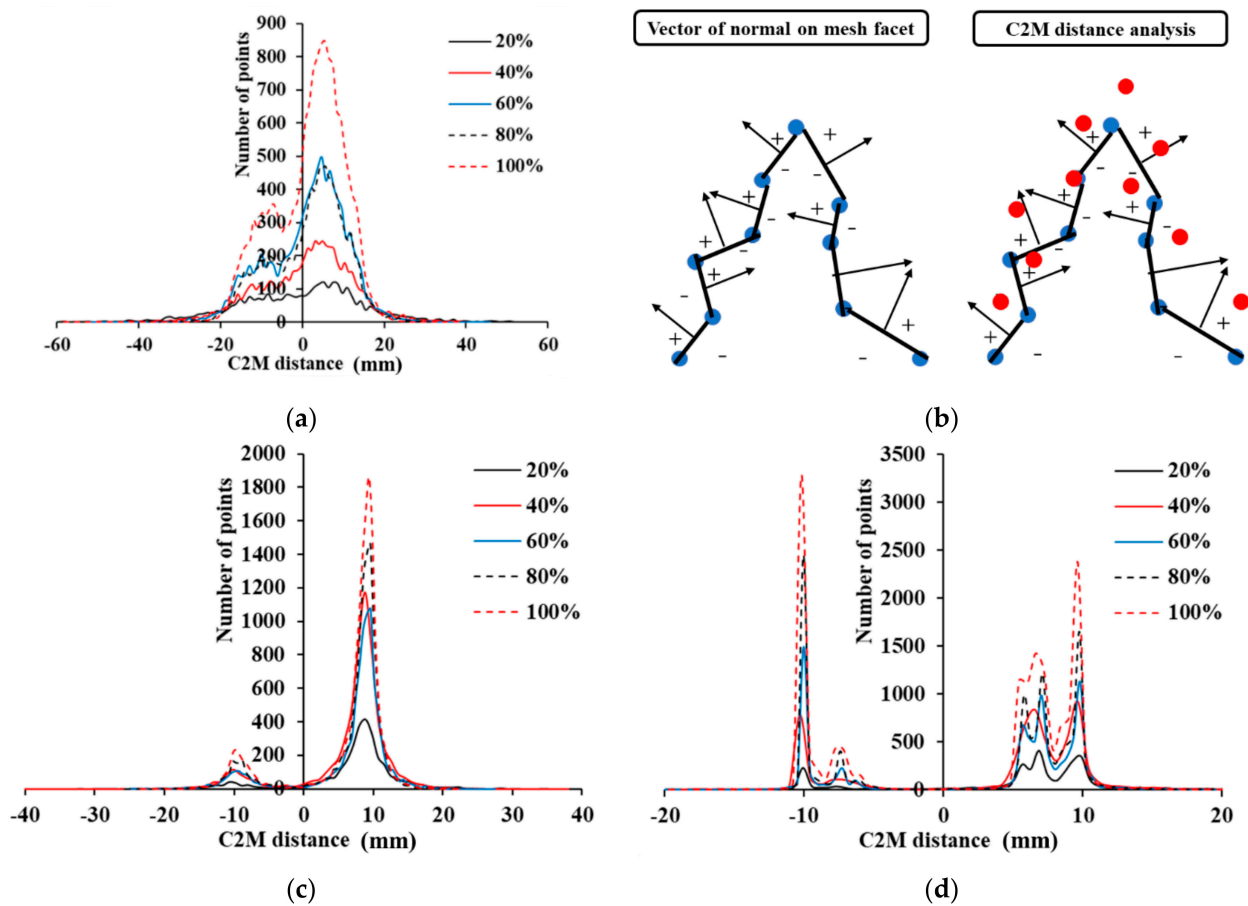 900
800
700
600
500
400
300
200
100
0
Number of points
20%
40%
60%
80%
100%
-60 -40 -20 0 20 40 60
C2M distance (mm)
(a)
Vector of normal on mesh facet
C2M distance analysis
+ + - - + - + - + - + - + - + -
+ + - - + - + - + - + - + - + -
(b)
2000
1800
1600
1400
1200
1000
800
600
400
200
0
Number of points
20%
40%
60%
80%
100%
-40 -30 -20 -10 0 10 20 30 40
C2M distance (mm)
(c)
3500
3000
2500
2000
1500
1000
500
0
Number of points
20%
40%
60%
80%
100%
-20 -10 0 10 20
C2M distance (mm)
(d)